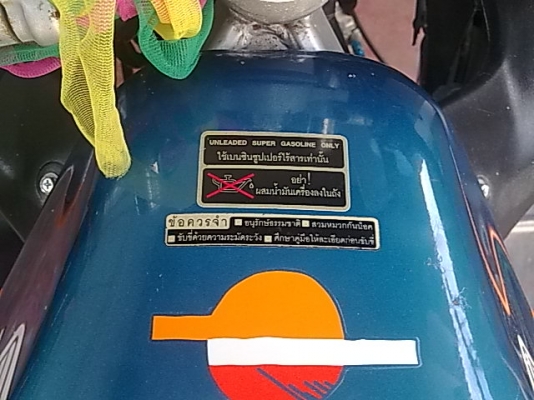 UNLEADED SUPER GASOLINE ONLY
ใช้เบนซินซูปเปอร์ไร้สารเท่านั้น
อย่า!
ผสมน้ำมันเครื่องลงในถัง
ข้อควรจำ อนุรักษ์ธรรมชาติ สวมหมวกกันน็อค
ขับขี่ด้วยความระมัดระวัง ศึกษาคู่มือให้ละเอียดก่อนขับขี่